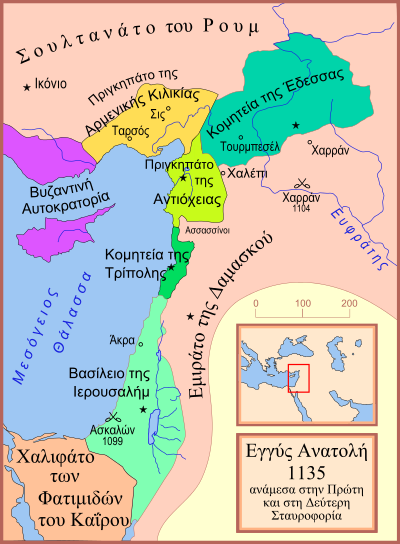 Σουλτανάτο του Ρουμ
Ικόνιο
Πριγκηπάτο της
Αρμενικής Κιλικίας
Σις
Ταρσός
Κομητεία της Έδεσσας
Τουρμπεσέλ
Χαρράν
Χαλέπι
Χαρράν
1104
Ευφράτης
Πριγκηπάτο
της
Αντιόχειας
Βυζαντινή
Αυτοκρατορία
Ασσασσίνοι
Κομητεία της
Τρίπολης
Μεσόγειος
Θάλασσα
Εμιράτο της Δαμασκού
0 100 200
Άκρα
Βασίλειο της
Ιερουσαλήμ
Ασκαλών
1099
Χαλιφάτο
των
Φατιμιδών
του Καΐρου
Εγγύς Ανατολή
1135
ανάμεσα στην Πρώτη
και στη Δεύτερη
Σταυροφορία